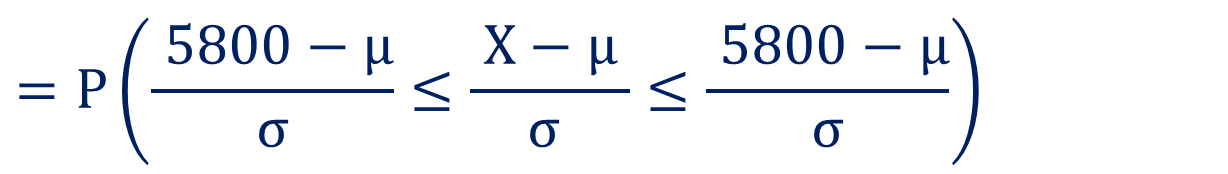 = P((5800 − μ)/σ ≤ (X − μ)/σ ≤ (5800 − μ)/σ)